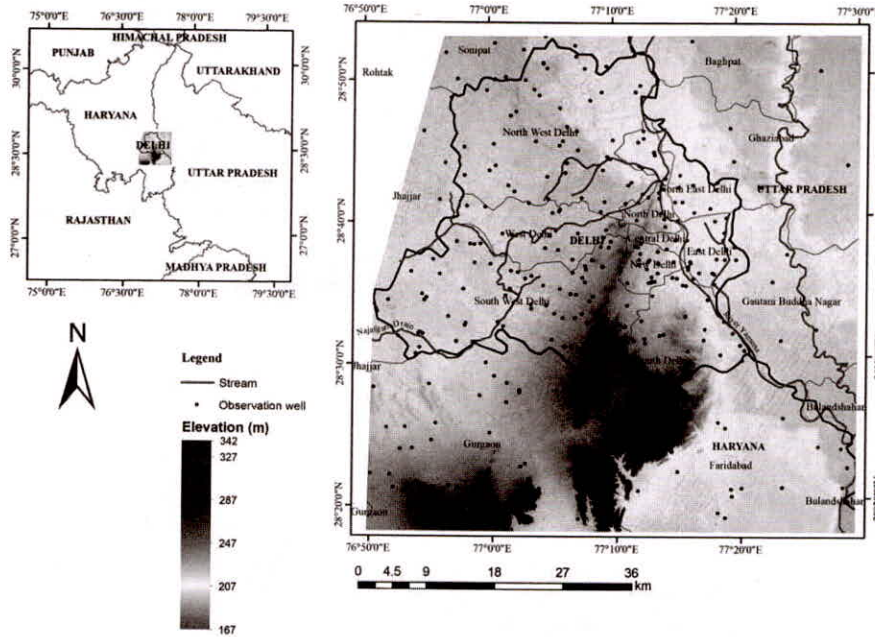 HIMACHAL PRADESH
PUNJAB
UTTARAKHAND
HARYANA
DELHI
UTTAR PRADESH
RAJASTHAN
MADHYA PRADESH
30°0'0"N
28°30'0"N
27°0'0"N
30°0'0"N
28°30'0"N
27°0'0"N
75°0'0"E 76°30'0"E 78°0'0"E 79°30'0"E
N
Legend
Stream
Observation well
Elevation (m)
342
327
287
247
207
167
76°50'0"E 77°0'0"E 77°10'0"E 77°20'0"E 77°30'0"E
28°50'0"N
28°40'0"N
28°30'0"N
28°20'0"N
Sonipat
Baghpat
Rohtak
North West Delhi
Ghaziabad
North East Delhi
UTTAR PRADESH
Jhajjar
North Delhi
West Delhi
DELHI
Central Delhi
East Delhi
New Delhi
South West Delhi
Gautam Buddha Nagar
Najafgarh Drain
Jhajjar
South Delhi
Bulandshahar
HARYANA
Gurgaon
Faridabad
Gurgaon
Bulandshahar
76°50'0"E 77°0'0"E 77°10'0"E 77°20'0"E
0 4.5 9 18 27 36
km